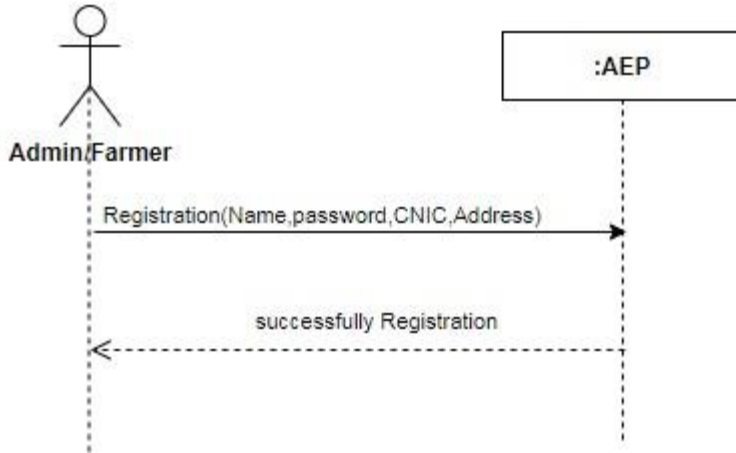 :AEP
Admin/Farmer
Registration(Name,password,CNIC,Address)
successfully Registration